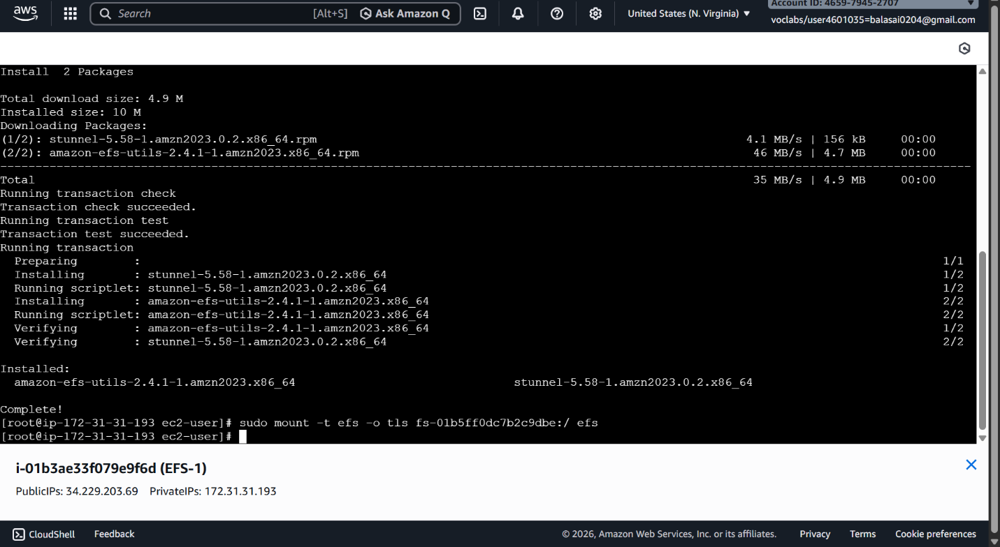 aws
Search
[Alt+S]
Ask Amazon Q
United States (N. Virginia) ▼
Account ID: 4659-7945-2707
voclabs/user4601035=balasai0204@gmail.com
Install  2 Packages
Total download size: 4.9 M
Installed size: 10 M
Downloading Packages:
(1/2): stunnel-5.58-1.amzn2023.0.2.x86_64.rpm 4.1 MB/s | 156 kB 00:00
(2/2): amazon-efs-utils-2.4.1-1.amzn2023.x86_64.rpm 46 MB/s | 4.7 MB 00:00
Total 35 MB/s | 4.9 MB 00:00
Running transaction check
Transaction check succeeded.
Running transaction test
Transaction test succeeded.
Running transaction
Preparing : 1/1
Installing : stunnel-5.58-1.amzn2023.0.2.x86_64 1/2
Running scriptlet: stunnel-5.58-1.amzn2023.0.2.x86_64 1/2
Installing : amazon-efs-utils-2.4.1-1.amzn2023.x86_64 2/2
Running scriptlet: amazon-efs-utils-2.4.1-1.amzn2023.x86_64 2/2
Verifying : amazon-efs-utils-2.4.1-1.amzn2023.x86_64 1/2
Verifying : stunnel-5.58-1.amzn2023.0.2.x86_64 2/2
Installed:
amazon-efs-utils-2.4.1-1.amzn2023.x86_64 stunnel-5.58-1.amzn2023.0.2.x86_64
Complete!
[root@ip-172-31-31-193 ec2-user]# sudo mount -t efs -o tls fs-01b5ff0dc7b2c9dbe:/ efs
[root@ip-172-31-31-193 ec2-user]#
i-01b3ae33f079e9f6d (EFS-1)
PublicIPs: 34.229.203.69 PrivateIPs: 172.31.31.193
CloudShell Feedback © 2026, Amazon Web Services, Inc. or its affiliates. Privacy Terms Cookie preferences